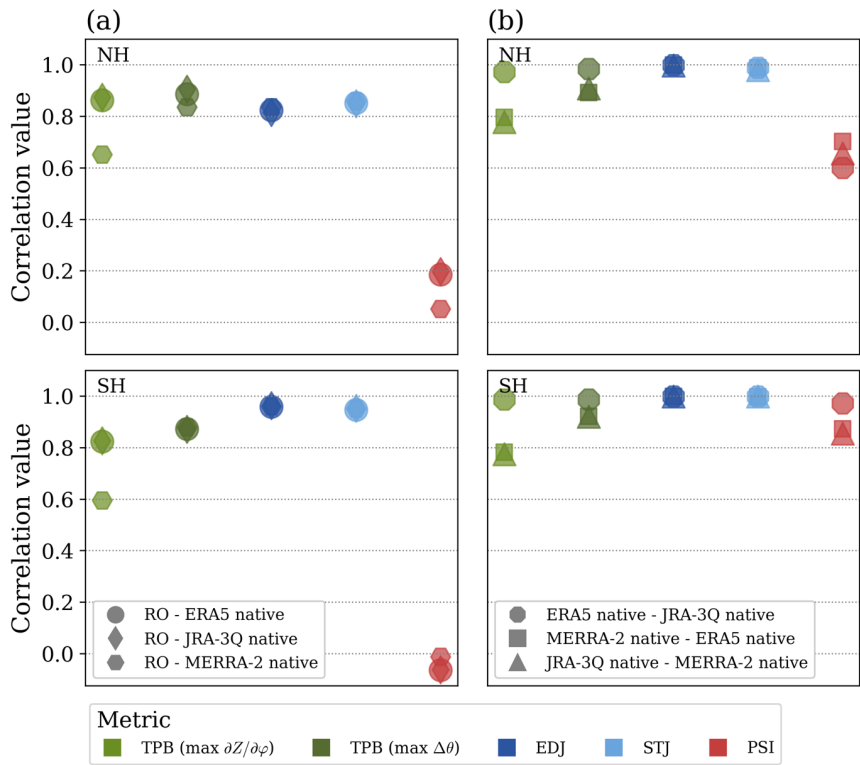 (a)
(b)
NH
NH
1.0
0.8
0.6
0.4
0.2
0.0
Correlation value
SH
SH
1.0
0.8
0.6
0.4
0.2
0.0
Correlation value
RO - ERA5 native
RO - JRA-3Q native
RO - MERRA-2 native
ERA5 native - JRA-3Q native
MERRA-2 native - ERA5 native
JRA-3Q native - MERRA-2 native
Metric
TPB (max ∂Z/∂φ) TPB (max Δθ) EDJ STJ PSI